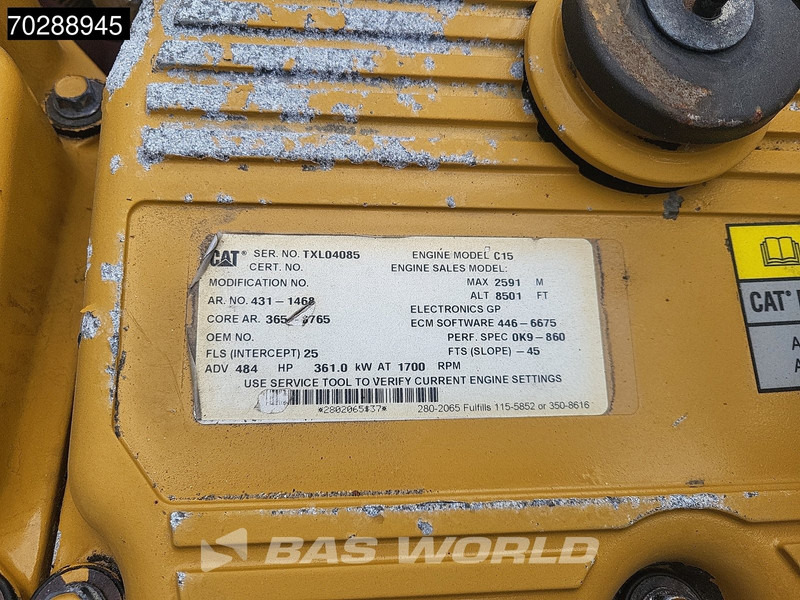 70288945
CAT® SER. NO. TXL04085 ENGINE MODEL C15
CERT. NO. ENGINE SALES MODEL:
MODIFICATION NO. MAX 2591 M
AR. NO. 431-1468 ALT 8501 FT
CORE AR. 365- ELECTRONICS GP
ECM SOFTWARE 446-6675
OEM NO. PERF. SPEC 0K9-860
FLS (INTERCEPT) 25 FTS (SLOPE) -45
ADV 484 HP 361.0 kW AT 1700 RPM
USE SERVICE TOOL TO VERIFY CURRENT ENGINE SETTINGS
*2802065$37* 280-2065 Fulfills 115-5852 or 350-8616
CAT®
BAS WORLD